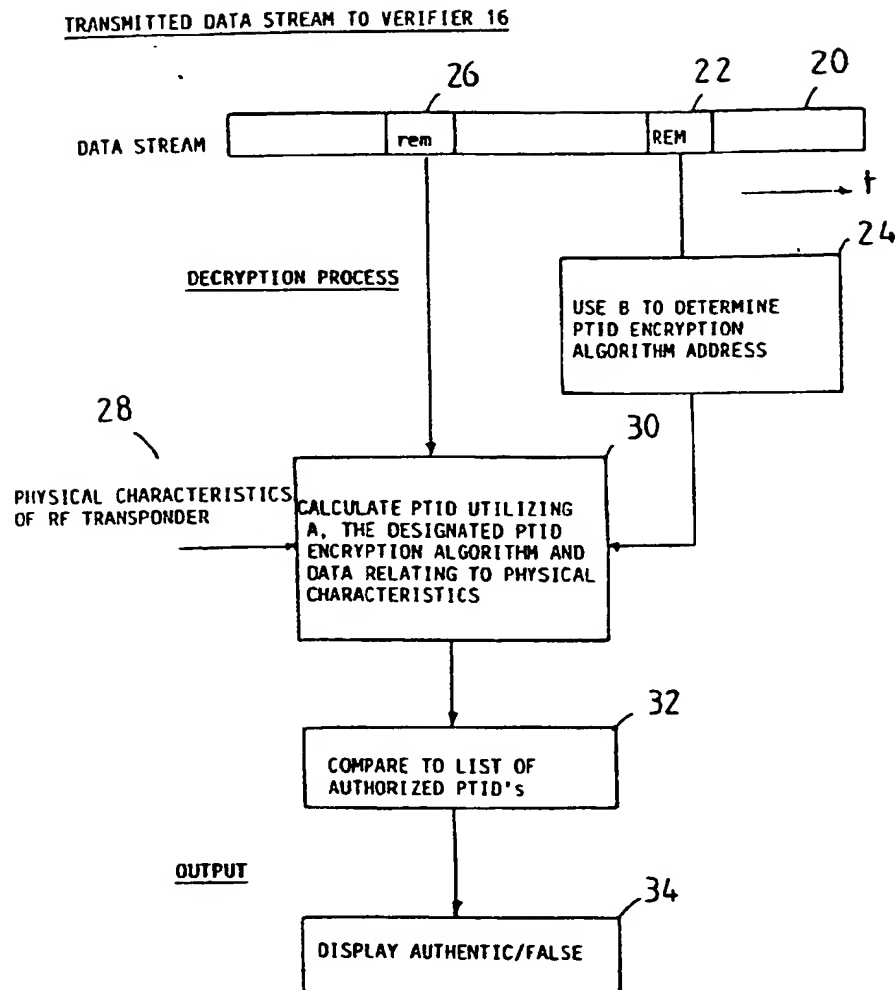 TRANSMITTED DATA STREAM TO VERIFIER 16
26
22
20
DATA STREAM
rem
REM
t
24
DECRYPTION PROCESS
USE B TO DETERMINE
PTID ENCRYPTION
ALGORITHM ADDRESS
28
30
PHYSICAL CHARACTERISTICS
OF RF TRANSPONDER
CALCULATE PTID UTILIZING
A, THE DESIGNATED PTID
ENCRYPTION ALGORITHM AND
DATA RELATING TO PHYSICAL
CHARACTERISTICS
32
COMPARE TO LIST OF
AUTHORIZED PTID's
OUTPUT
34
DISPLAY AUTHENTIC/FALSE